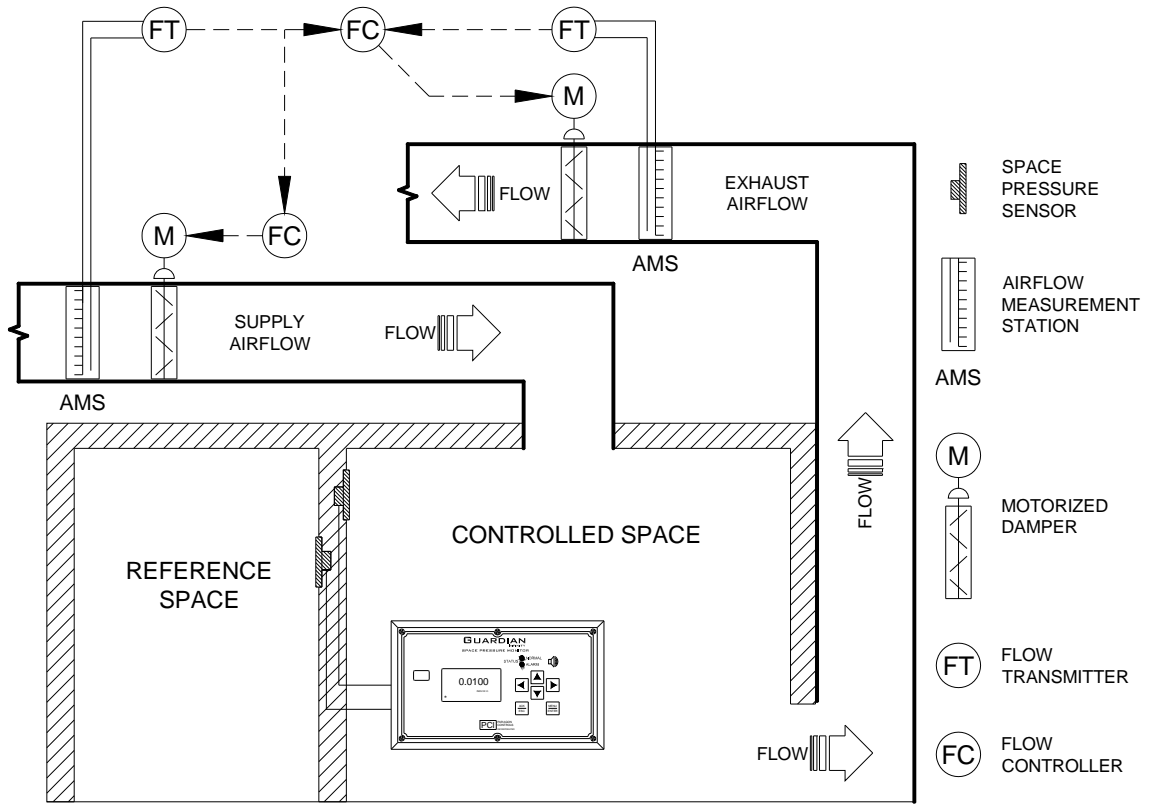 FT
FC
FT
M
FLOW
EXHAUST
AIRFLOW
AMS
M
FC
SUPPLY
AIRFLOW
FLOW
AMS
REFERENCE
SPACE
CONTROLLED SPACE
FLOW
GUARDIAN
SPACE PRESSURE MONITOR
STATUS
NORMAL
ALARM
0.0100
PCI
FLOW
SPACE
PRESSURE
SENSOR
AIRFLOW
MEASUREMENT
STATION
AMS
M
MOTORIZED
DAMPER
FT
FLOW
TRANSMITTER
FC
FLOW
CONTROLLER